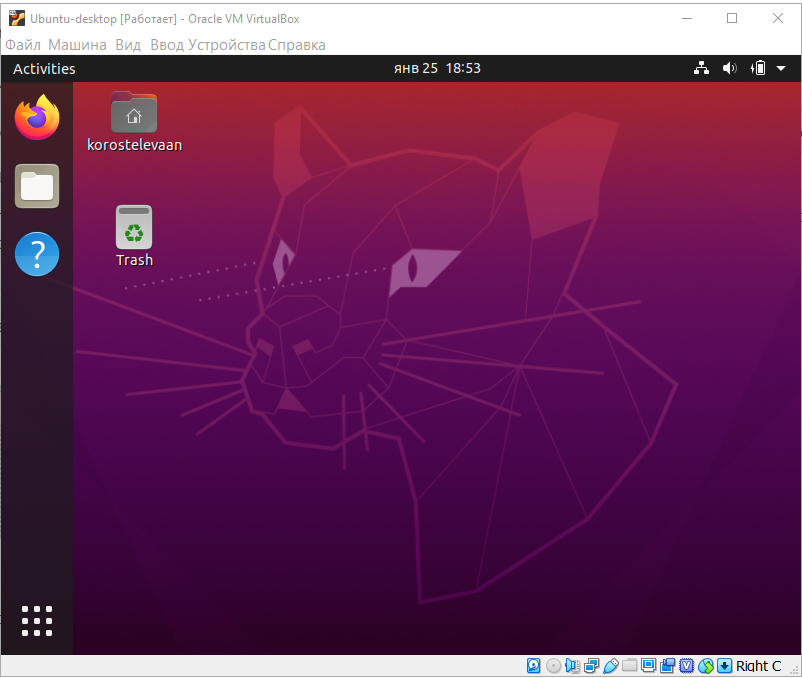 Ubuntu-desktop [Работает] - Oracle VM VirtualBox
Файл Машина Вид Ввод Устройства Справка
Activities
янв 25 18:53
korostelevaan
Trash
Right C